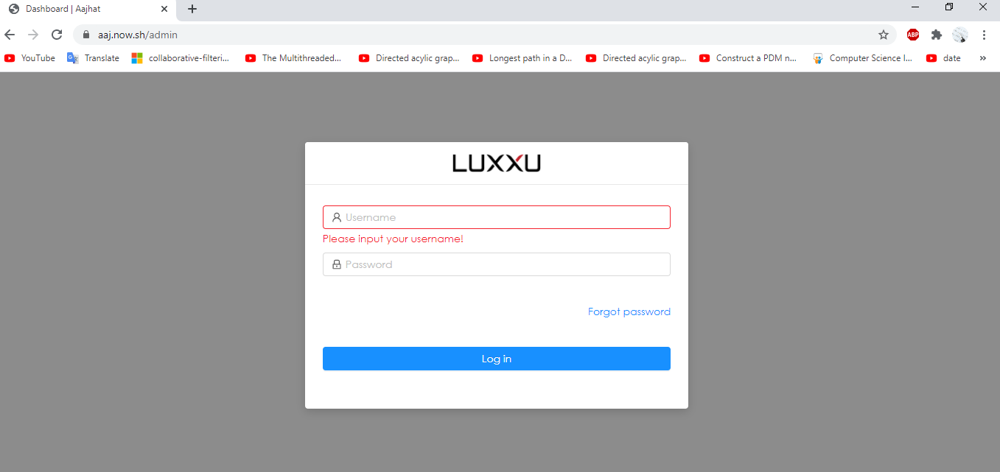 Dashboard | Aajhat
aaj.now.sh/admin
ABP
YouTube Translate collaborative-filteri... The Multithreaded... Directed acylic grap... Longest path in a D... Directed acylic grap... Construct a PDM n... Computer Science I... date »
LUXXU
Username
Please input your username!
Password
Forgot password
Log in